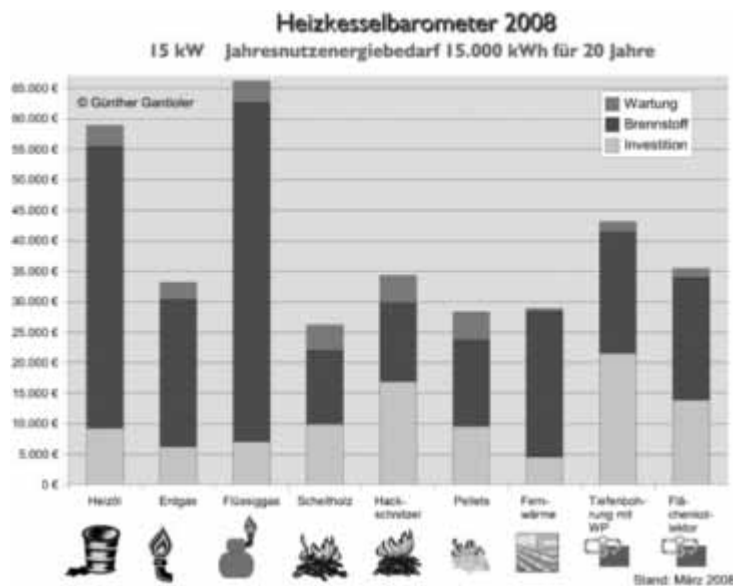 Heizkesselbarometer 2008
15 kW Jahresnutzenergiebedarf 15.000 kWh für 20 Jahre
65.000 €
© Günther Gantioler
60.000 €
55.000 €
50.000 €
45.000 €
40.000 €
35.000 €
30.000 €
25.000 €
20.000 €
15.000 €
10.000 €
5.000 €
0 €
Wartung
Brennstoff
Investition
Heizöl
Erdgas
Flüssiggas
Scheitholz
Hack-
schnitzel
Pellets
Fern-
wärme
Tiefenboh-
rung mit
WP
Flä-
chenkol-
lektor
Stand: März 2008